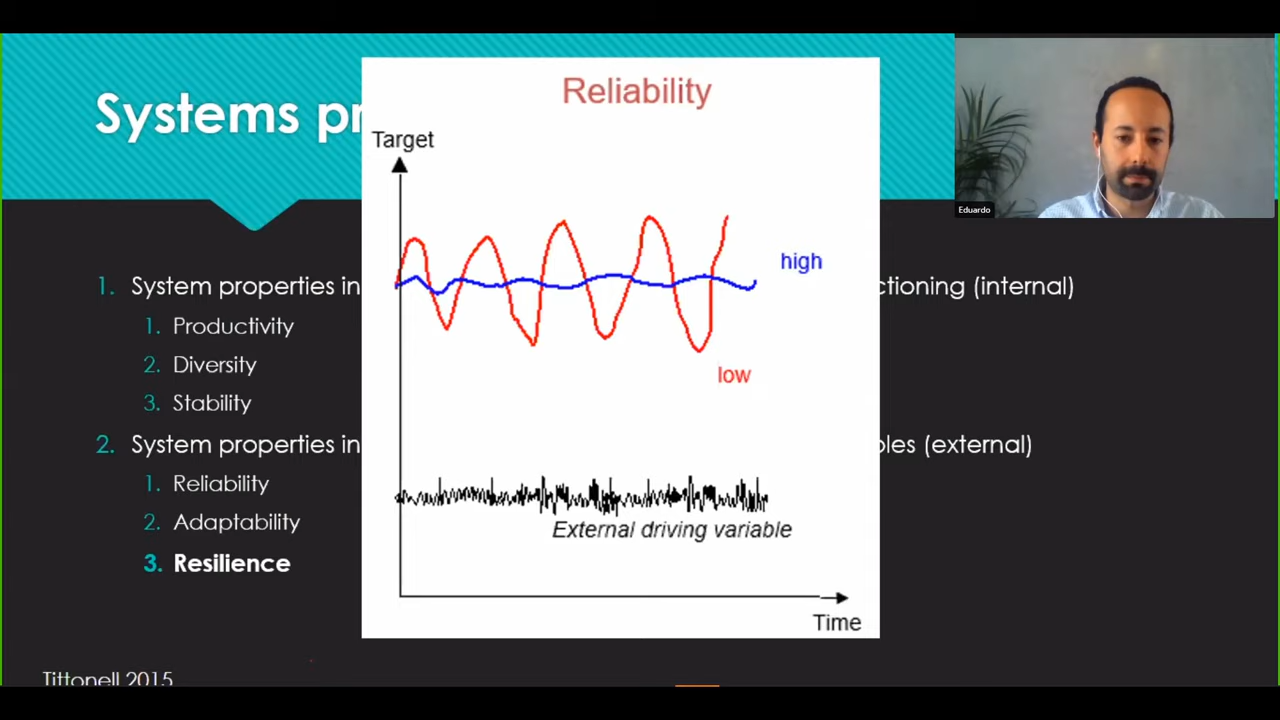 Systems pr
Reliability
Target
high
low
External driving variable
Time
1. System properties in
ctioning (internal)
1. Productivity
2. Diversity
3. Stability
2. System properties in
bles (external)
1. Reliability
2. Adaptability
3. Resilience
Tittonell 2015
Eduardo